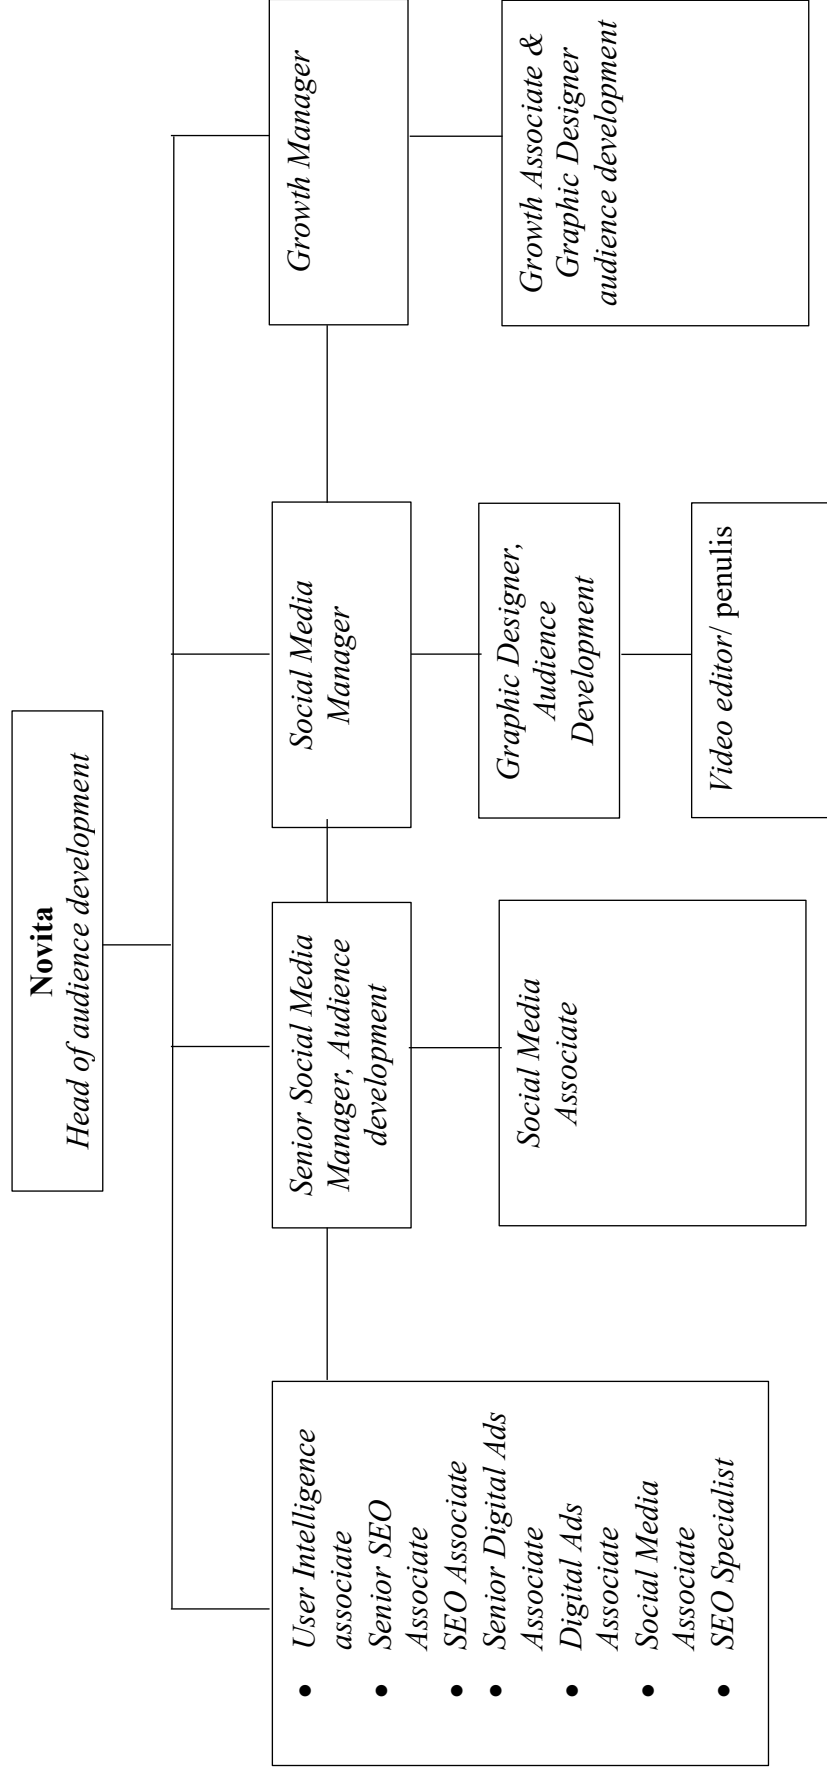 Novita
Head of audience development
User Intelligence
associate
Senior SEO
Associate
SEO Associate
Senior Digital Ads
Associate
Digital Ads
Associate
Social Media
Associate
SEO Specialist
Senior Social Media
Manager, Audience
development
Social Media
Manager
Growth Manager
Social Media
Associate
Graphic Designer,
Audience
Development
Growth Associate &
Graphic Designer
audience development
Video editor/ penulis